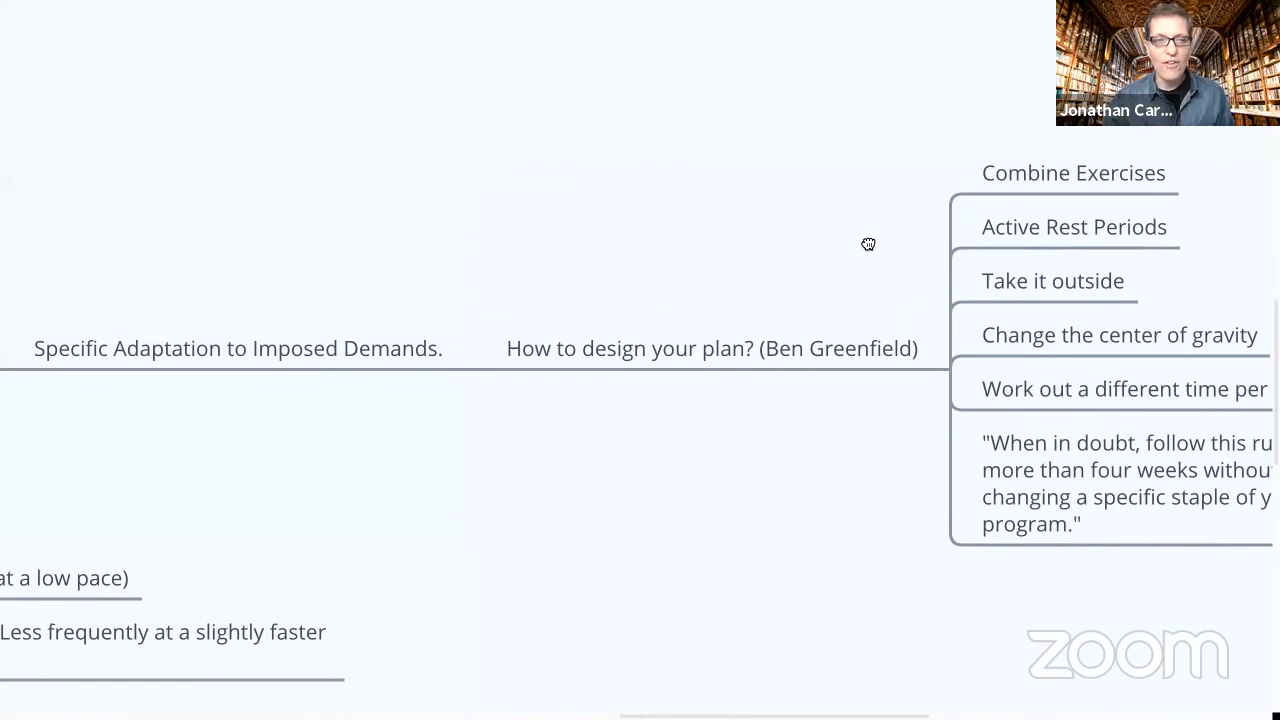 Jonathan Car...
Combine Exercises
Active Rest Periods
Take it outside
Change the center of gravity
Work out a different time per
Specific Adaptation to Imposed Demands.
How to design your plan? (Ben Greenfield)
"When in doubt, follow this
more than four weeks
changing a specific staple of
program."
at a low pace)
Less frequently at a slightly faster
zoom